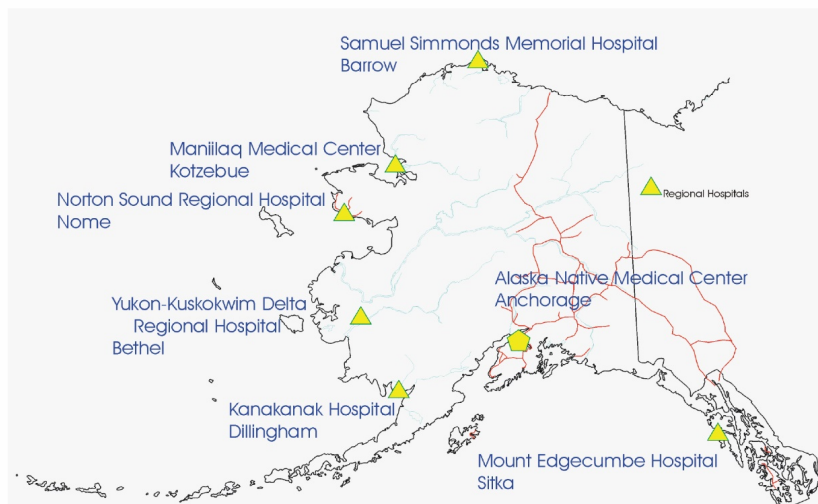 Samuel Simmonds Memorial Hospital
Barrow
Maniilaq Medical Center
Kotzebue
Norton Sound Regional Hospital
Nome
Regional Hospitals
Alaska Native Medical Center
Anchorage
Yukon-Kuskokwim Delta
Regional Hospital
Bethel
Kanakanak Hospital
Dillingham
Mount Edgecumbe Hospital
Sitka